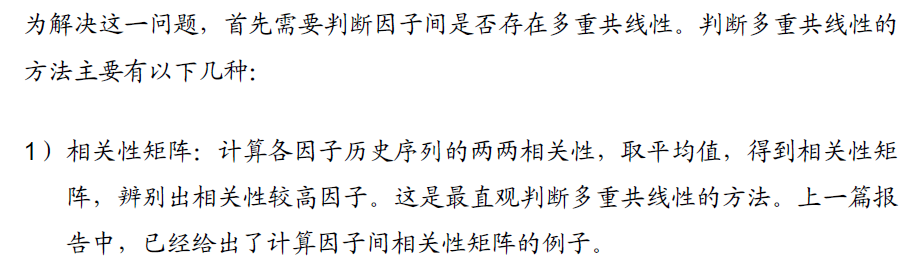 为解决这一问题，首先需要判断因子间是否存在多重共线性。判断多重共线性的
方法主要有以下几种：
1）相关性矩阵：计算各因子历史序列的两两相关性，取平均值，得到相关性矩
阵，辨别出相关性较高因子。这是最直观判断多重共线性的方法。上一篇报
告中，已经给出了计算因子间相关性矩阵的例子。